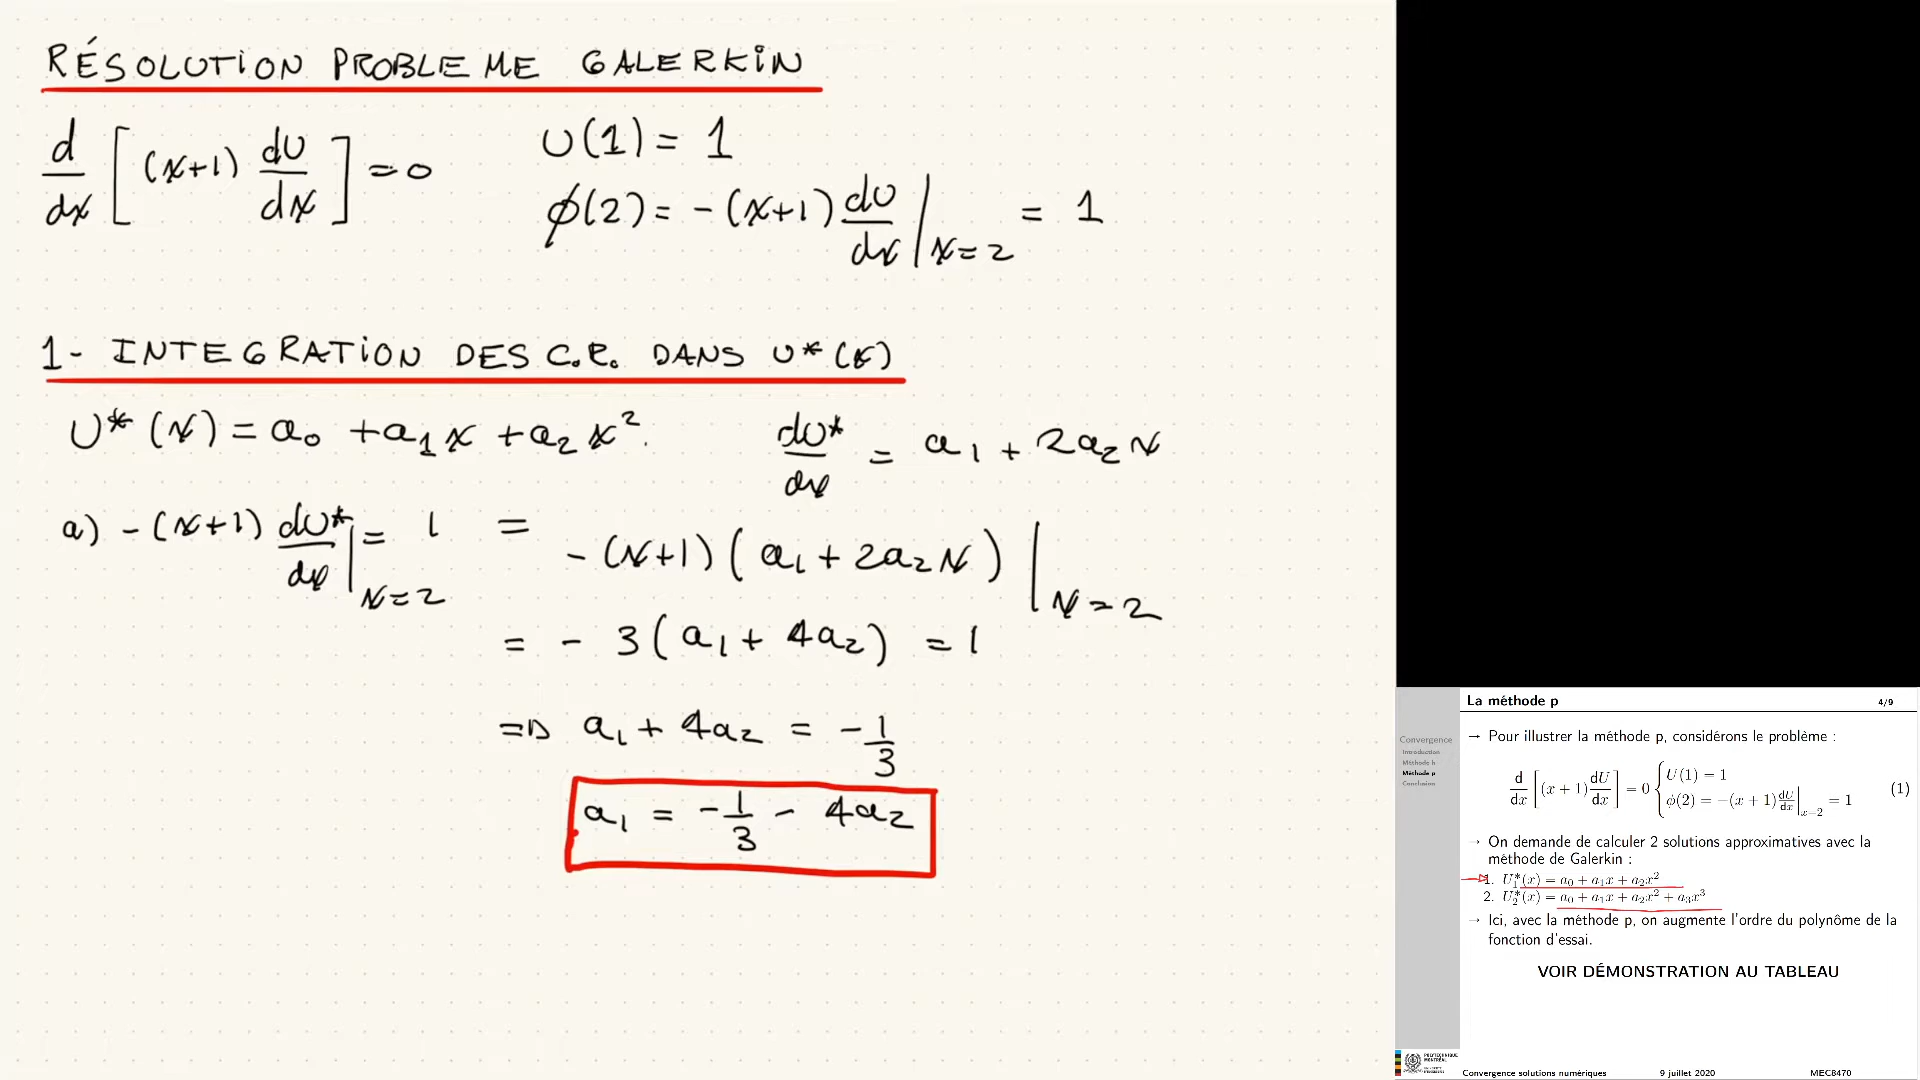 RÉSOLUTION PROBLEME GALERKIN
d/dx [(x+1) dU/dx] = 0
U(1) = 1
ϕ(2) = -(x+1) dU/dx |x=2 = 1
1- INTEGRATION DES C.R. DANS U*(x)
U*(x) = a0 + a1x + a2x².
dU*/dx = a1 + 2a2x
a) -(x+1) dU*/dx |x=2 = 1 = -(x+1)(a1 + 2a2x) |x=2
= - 3(a1 + 4a2) = 1
=> a1 + 4a2 = -1/3
a1 = -1/3 - 4a2
La méthode p 4/9
Convergence
Introduction
Méthode h
Méthode p
Conclusion
→ Pour illustrer la méthode p, considérons le problème :
d/dx [(x + 1) dU/dx] = 0 { U(1) = 1
ϕ(2) = -(x + 1) dU/dx |x=2 = 1 (1)
→ On demande de calculer 2 solutions approximatives avec la
méthode de Galerkin :
1. U1*(x) = a0 + a1x + a2x²
2. U2*(x) = a0 + a1x + a2x² + a3x³
→ Ici, avec la méthode p, on augmente l'ordre du polynôme de la
fonction d'essai.
VOIR DÉMONSTRATION AU TABLEAU
POLYTECHNIQUE
MONTRÉAL
Convergence solutions numériques 9 juillet 2020 MEC8470